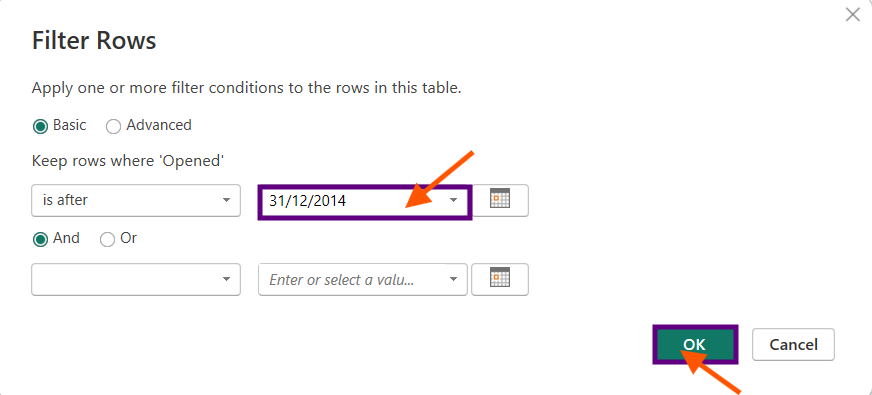 Filter Rows
Apply one or more filter conditions to the rows in this table.
Basic Advanced
Keep rows where 'Opened'
is after 31/12/2014
And Or
Enter or select a valu...
OK Cancel